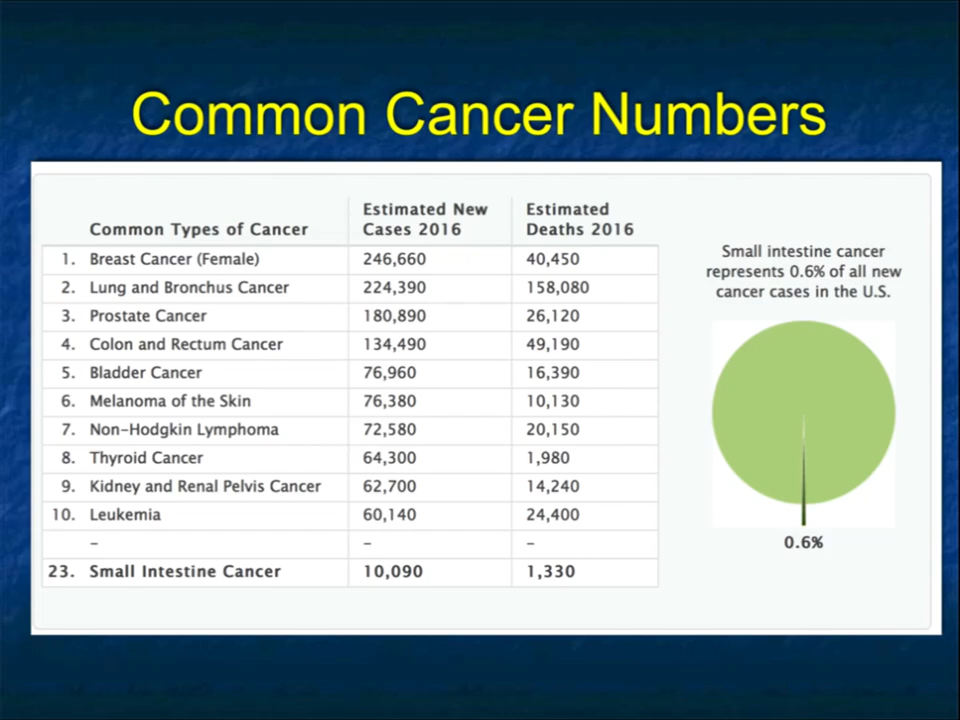 Common Cancer Numbers
Common Types of Cancer Estimated New Cases 2016 Estimated Deaths 2016
1. Breast Cancer (Female) 246,660 40,450
2. Lung and Bronchus Cancer 224,390 158,080
3. Prostate Cancer 180,890 26,120
4. Colon and Rectum Cancer 134,490 49,190
5. Bladder Cancer 76,960 16,390
6. Melanoma of the Skin 76,380 10,130
7. Non-Hodgkin Lymphoma 72,580 20,150
8. Thyroid Cancer 64,300 1,980
9. Kidney and Renal Pelvis Cancer 62,700 14,240
10. Leukemia 60,140 24,400
– – –
23. Small Intestine Cancer 10,090 1,330
Small intestine cancer
represents 0.6% of all new
cancer cases in the U.S.
0.6%